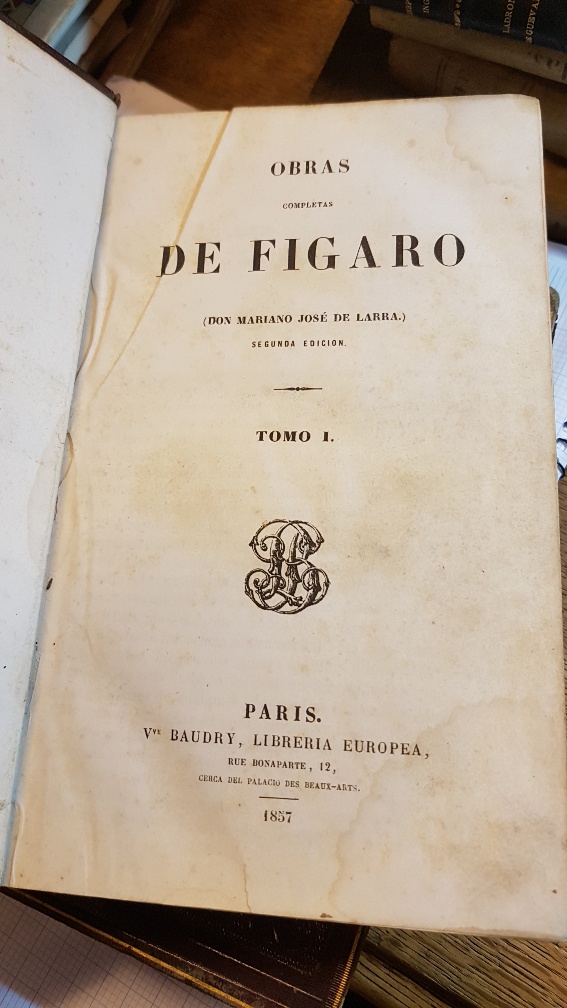 OBRAS
COMPLETAS
DE FIGARO
(DON MARIANO JOSÉ DE LARRA.)
SEGUNDA EDICION.
TOMO I.
PARIS.
Vve BAUDRY, LIBRERIA EUROPEA,
RUE BONAPARTE, 12,
CERCA DEL PALACIO DES BEAUX-ARTS.
1857